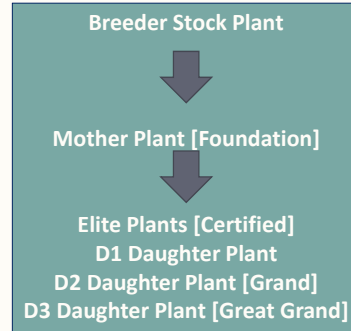 Breeder Stock Plant
Mother Plant [Foundation]
Elite Plants [Certified]
D1 Daughter Plant
D2 Daughter Plant [Grand]
D3 Daughter Plant [Great Grand]